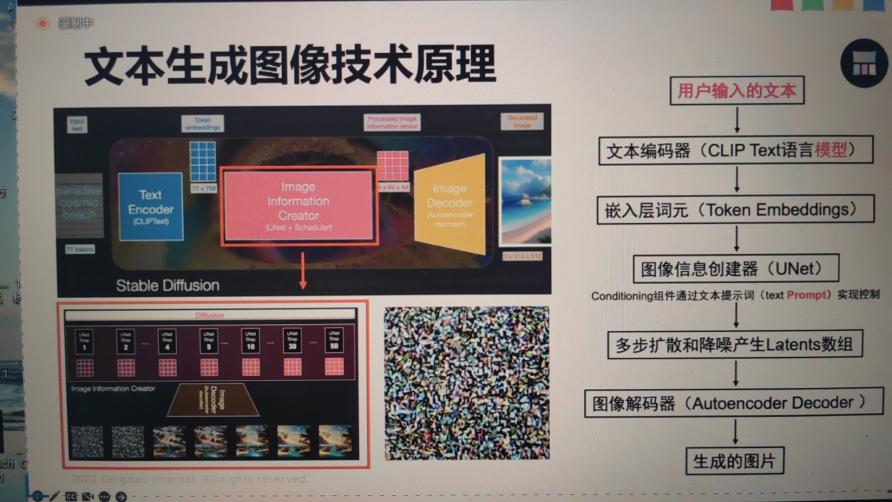 录制中
文本生成图像技术原理
Input text
Token embeddings
Processed image information tensor
Generated image
paradise cosmic beach
Text Encoder (CLIPText)
77 x 768
Image Information Creator (UNet + Scheduler)
4 x 64 x 64
Image Decoder (Autoencoder decoder)
77 tokens
3 x 512 x 512
Stable Diffusion
Diffusion
UNet Step 1
UNet Step 2
...
UNet Step 4
UNet Step 5
...
UNet Step 10
...
UNet Step 30
...
UNet Step 50
Image Information Creator
Image Decoder (Autoencoder decoder)
2022 Dingdao Internal. All rights reserved.
用户输入的文本
文本编码器（CLIP Text语言模型）
嵌入层词元（Token Embeddings）
图像信息创建器（UNet）
Conditioning组件通过文本提示词（text Prompt）实现控制
多步扩散和降噪产生Latents数组
图像解码器（Autoencoder Decoder ）
生成的图片